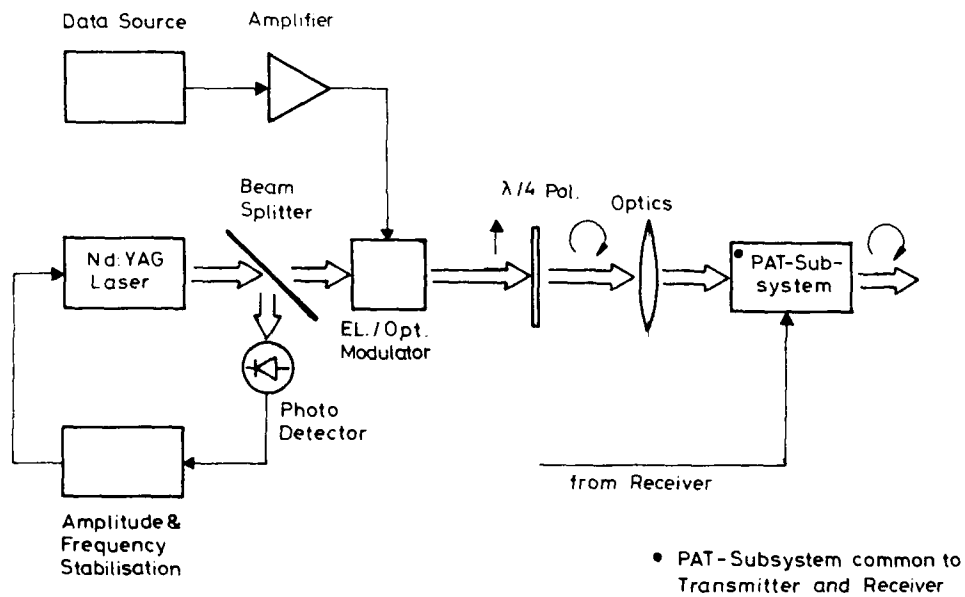 Data Source
Amplifier
Beam
Splitter
λ/4 Pol.
Optics
Nd:YAG
Laser
PAT-Sub-
system
EL./Opt.
Modulator
Photo
Detector
from Receiver
Amplitude &
Frequency
Stabilisation
• PAT-Subsystem common to
Transmitter and Receiver